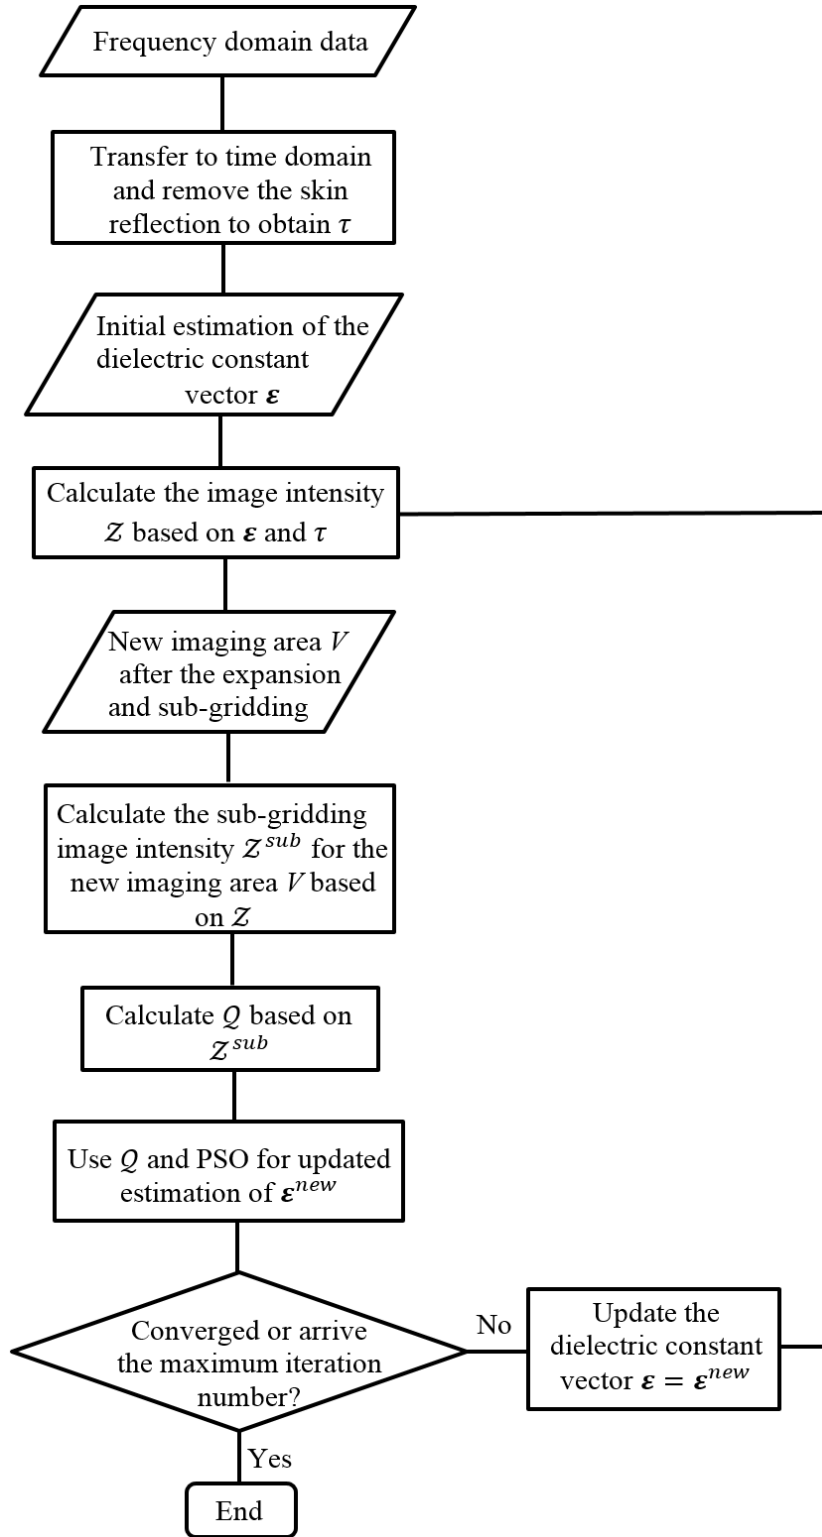 Frequency domain data
Transfer to time domain
and remove the skin
reflection to obtain τ
Initial estimation of the
dielectric constant
vector 𝜺
Calculate the image intensity
𝒵 based on 𝜺 and τ
New imaging area V
after the expansion
and sub-gridding
Calculate the sub-gridding
image intensity 𝒵^sub for the
new imaging area V based
on 𝒵
Calculate 𝒬 based on
𝒵^sub
Use 𝒬 and PSO for updated
estimation of 𝜺^new
Converged or arrive
the maximum iteration
number?
No
Update the
dielectric constant
vector 𝜺 = 𝜺^new
Yes
End